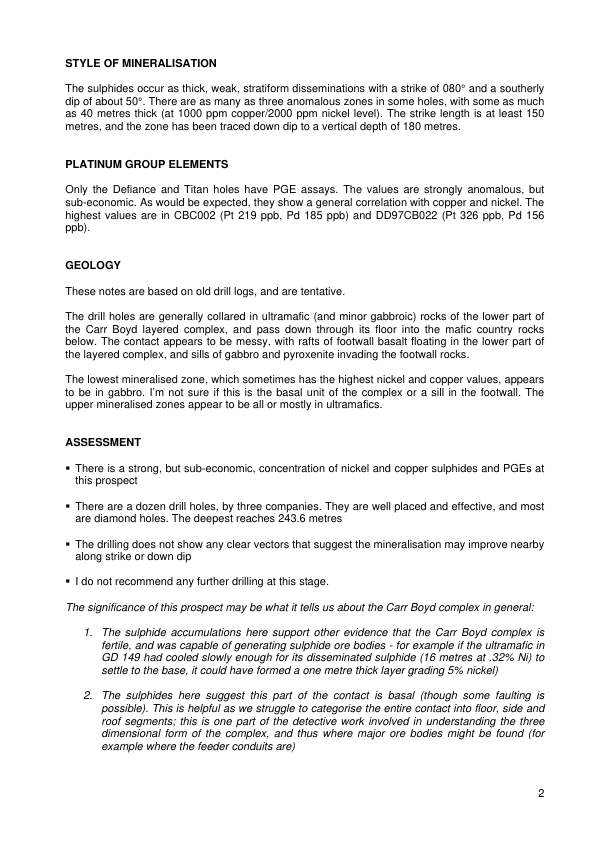 STYLE OF MINERALISATION
The sulphides occur as thick, weak, stratiform disseminations with a strike of 080° and a southerly
dip of about 50°. There are as many as three anomalous zones in some holes, with some as much
as 40 metres thick (at 1000 ppm copper/2000 ppm nickel level). The strike length is at least 150
metres, and the zone has been traced down dip to a vertical depth of 180 metres.
PLATINUM GROUP ELEMENTS
Only the Defiance and Titan holes have PGE assays. The values are strongly anomalous, but
sub-economic. As would be expected, they show a general correlation with copper and nickel. The
highest values are in CBC002 (Pt 219 ppb, Pd 185 ppb) and DD97CB022 (Pt 326 ppb, Pd 156
ppb).
GEOLOGY
These notes are based on old drill logs, and are tentative.
The drill holes are generally collared in ultramafic (and minor gabbroic) rocks of the lower part of
the Carr Boyd layered complex, and pass down through its floor into the mafic country rocks
below. The contact appears to be messy, with rafts of footwall basalt floating in the lower part of
the layered complex, and sills of gabbro and pyroxenite invading the footwall rocks.
The lowest mineralised zone, which sometimes has the highest nickel and copper values, appears
to be in gabbro. I'm not sure if this is the basal unit of the complex or a sill in the footwall. The
upper mineralised zones appear to be all or mostly in ultramafics.
ASSESSMENT
▪ There is a strong, but sub-economic, concentration of nickel and copper sulphides and PGEs at
this prospect
▪ There are a dozen drill holes, by three companies. They are well placed and effective, and most
are diamond holes. The deepest reaches 243.6 metres
▪ The drilling does not show any clear vectors that suggest the mineralisation may improve nearby
along strike or down dip
▪ I do not recommend any further drilling at this stage.
The significance of this prospect may be what it tells us about the Carr Boyd complex in general:
1. The sulphide accumulations here support other evidence that the Carr Boyd complex is
fertile, and was capable of generating sulphide ore bodies - for example if the ultramafic in
GD 149 had cooled slowly enough for its disseminated sulphide (16 metres at .32% Ni) to
settle to the base, it could have formed a one metre thick layer grading 5% nickel)
2. The sulphides here suggest this part of the contact is basal (though some faulting is
possible). This is helpful as we struggle to categorise the entire contact into floor, side and
roof segments; this is one part of the detective work involved in understanding the three
dimensional form of the complex, and thus where major ore bodies might be found (for
example where the feeder conduits are)
2